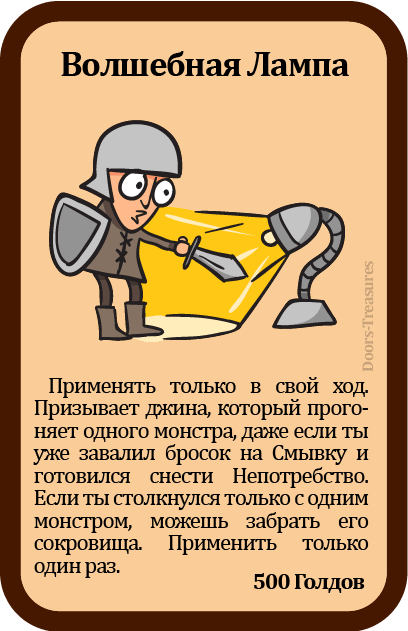 Волшебная Лампа
Doors-Treasures
Применять только в свой ход.
Призывает джина, который прого-
няет одного монстра, даже если ты
уже завалил бросок на Смывку и
готовился снести Непотребство.
Если ты столкнулся только с одним
монстром, можешь забрать его
сокровища. Применить только
один раз.
500 Голдов